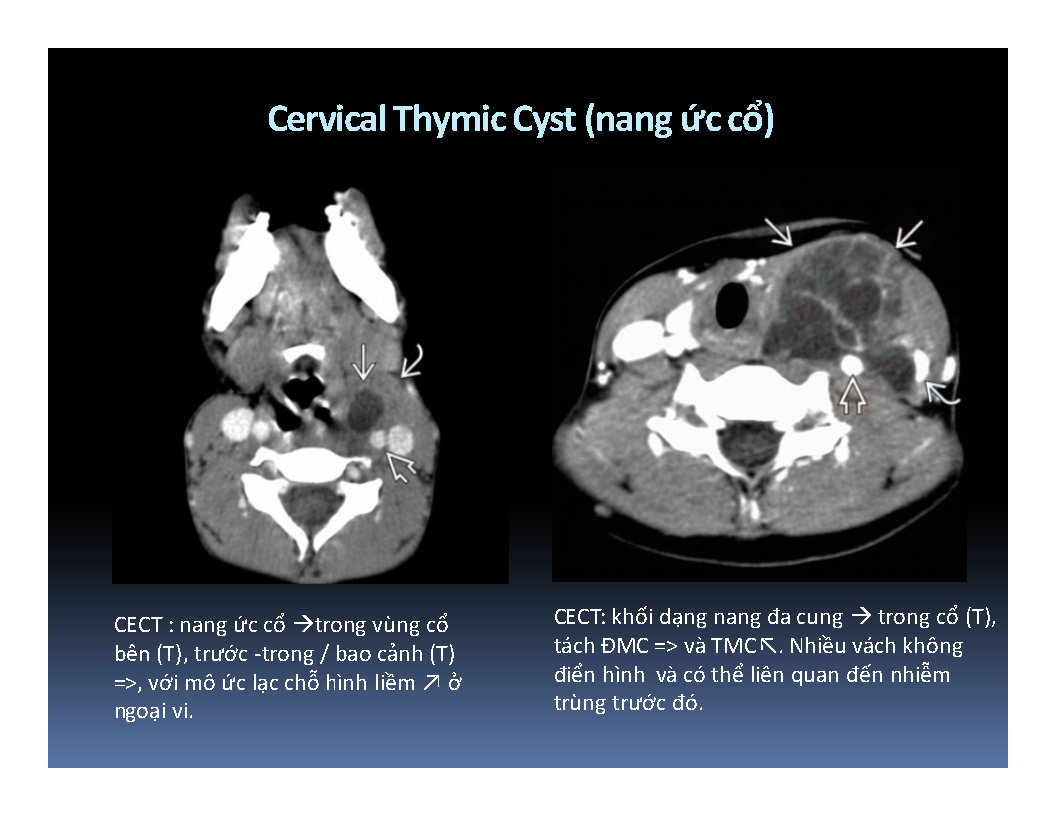 Cervical Thymic Cyst (nang ức cổ)
CECT : nang ức cổ →trong vùng cổ
bên (T), trước -trong / bao cảnh (T)
=>, với mô ức lạc chỗ hình liềm ↗ ở
ngoại vi.
CECT: khối dạng nang đa cung → trong cổ (T),
tách ĐMC => và TMC↖. Nhiều vách không
điển hình và có thể liên quan đến nhiễm
trùng trước đó.